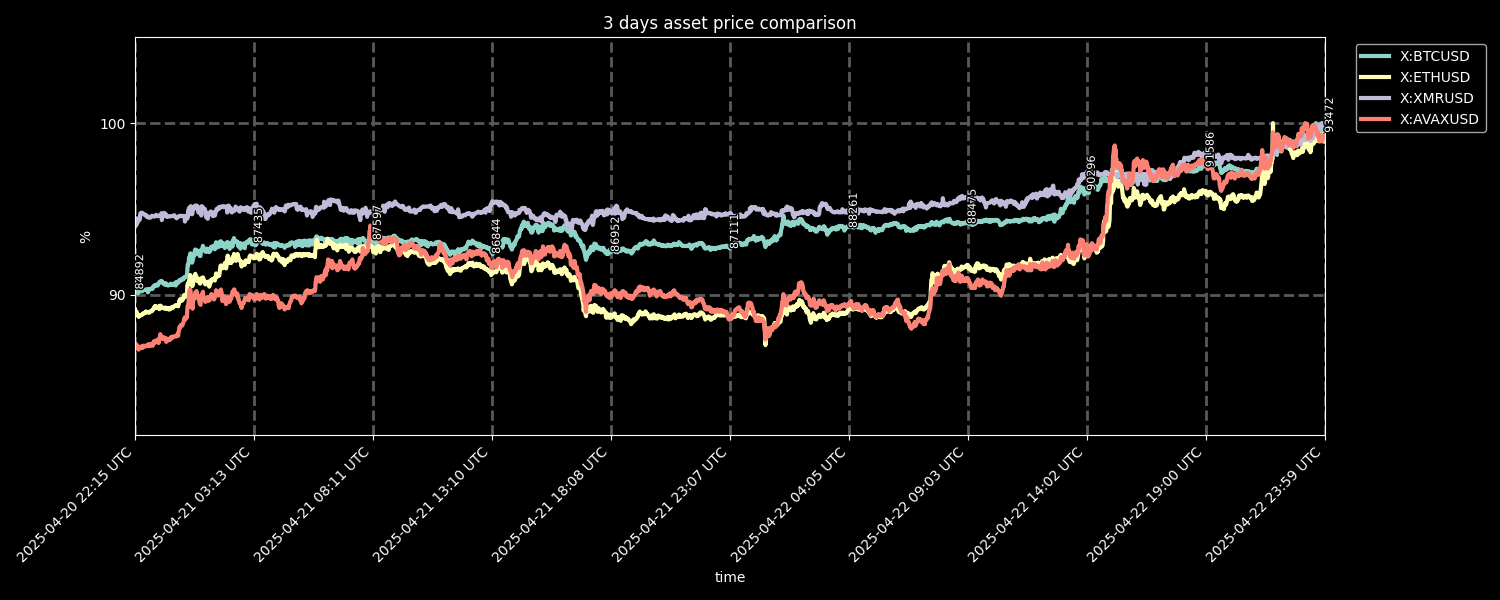 3 days asset price comparison
X:BTCUSD
X:ETHUSD
X:XMRUSD
X:AVAXUSD
100
90
%
84892
87435
87597
86844
86952
87111
88261
88475
90296
91586
93472
2025-04-20 22:15 UTC
2025-04-21 03:13 UTC
2025-04-21 08:11 UTC
2025-04-21 13:10 UTC
2025-04-21 18:08 UTC
2025-04-21 23:07 UTC
2025-04-22 04:05 UTC
2025-04-22 09:03 UTC
2025-04-22 14:02 UTC
2025-04-22 19:00 UTC
2025-04-22 23:59 UTC
time